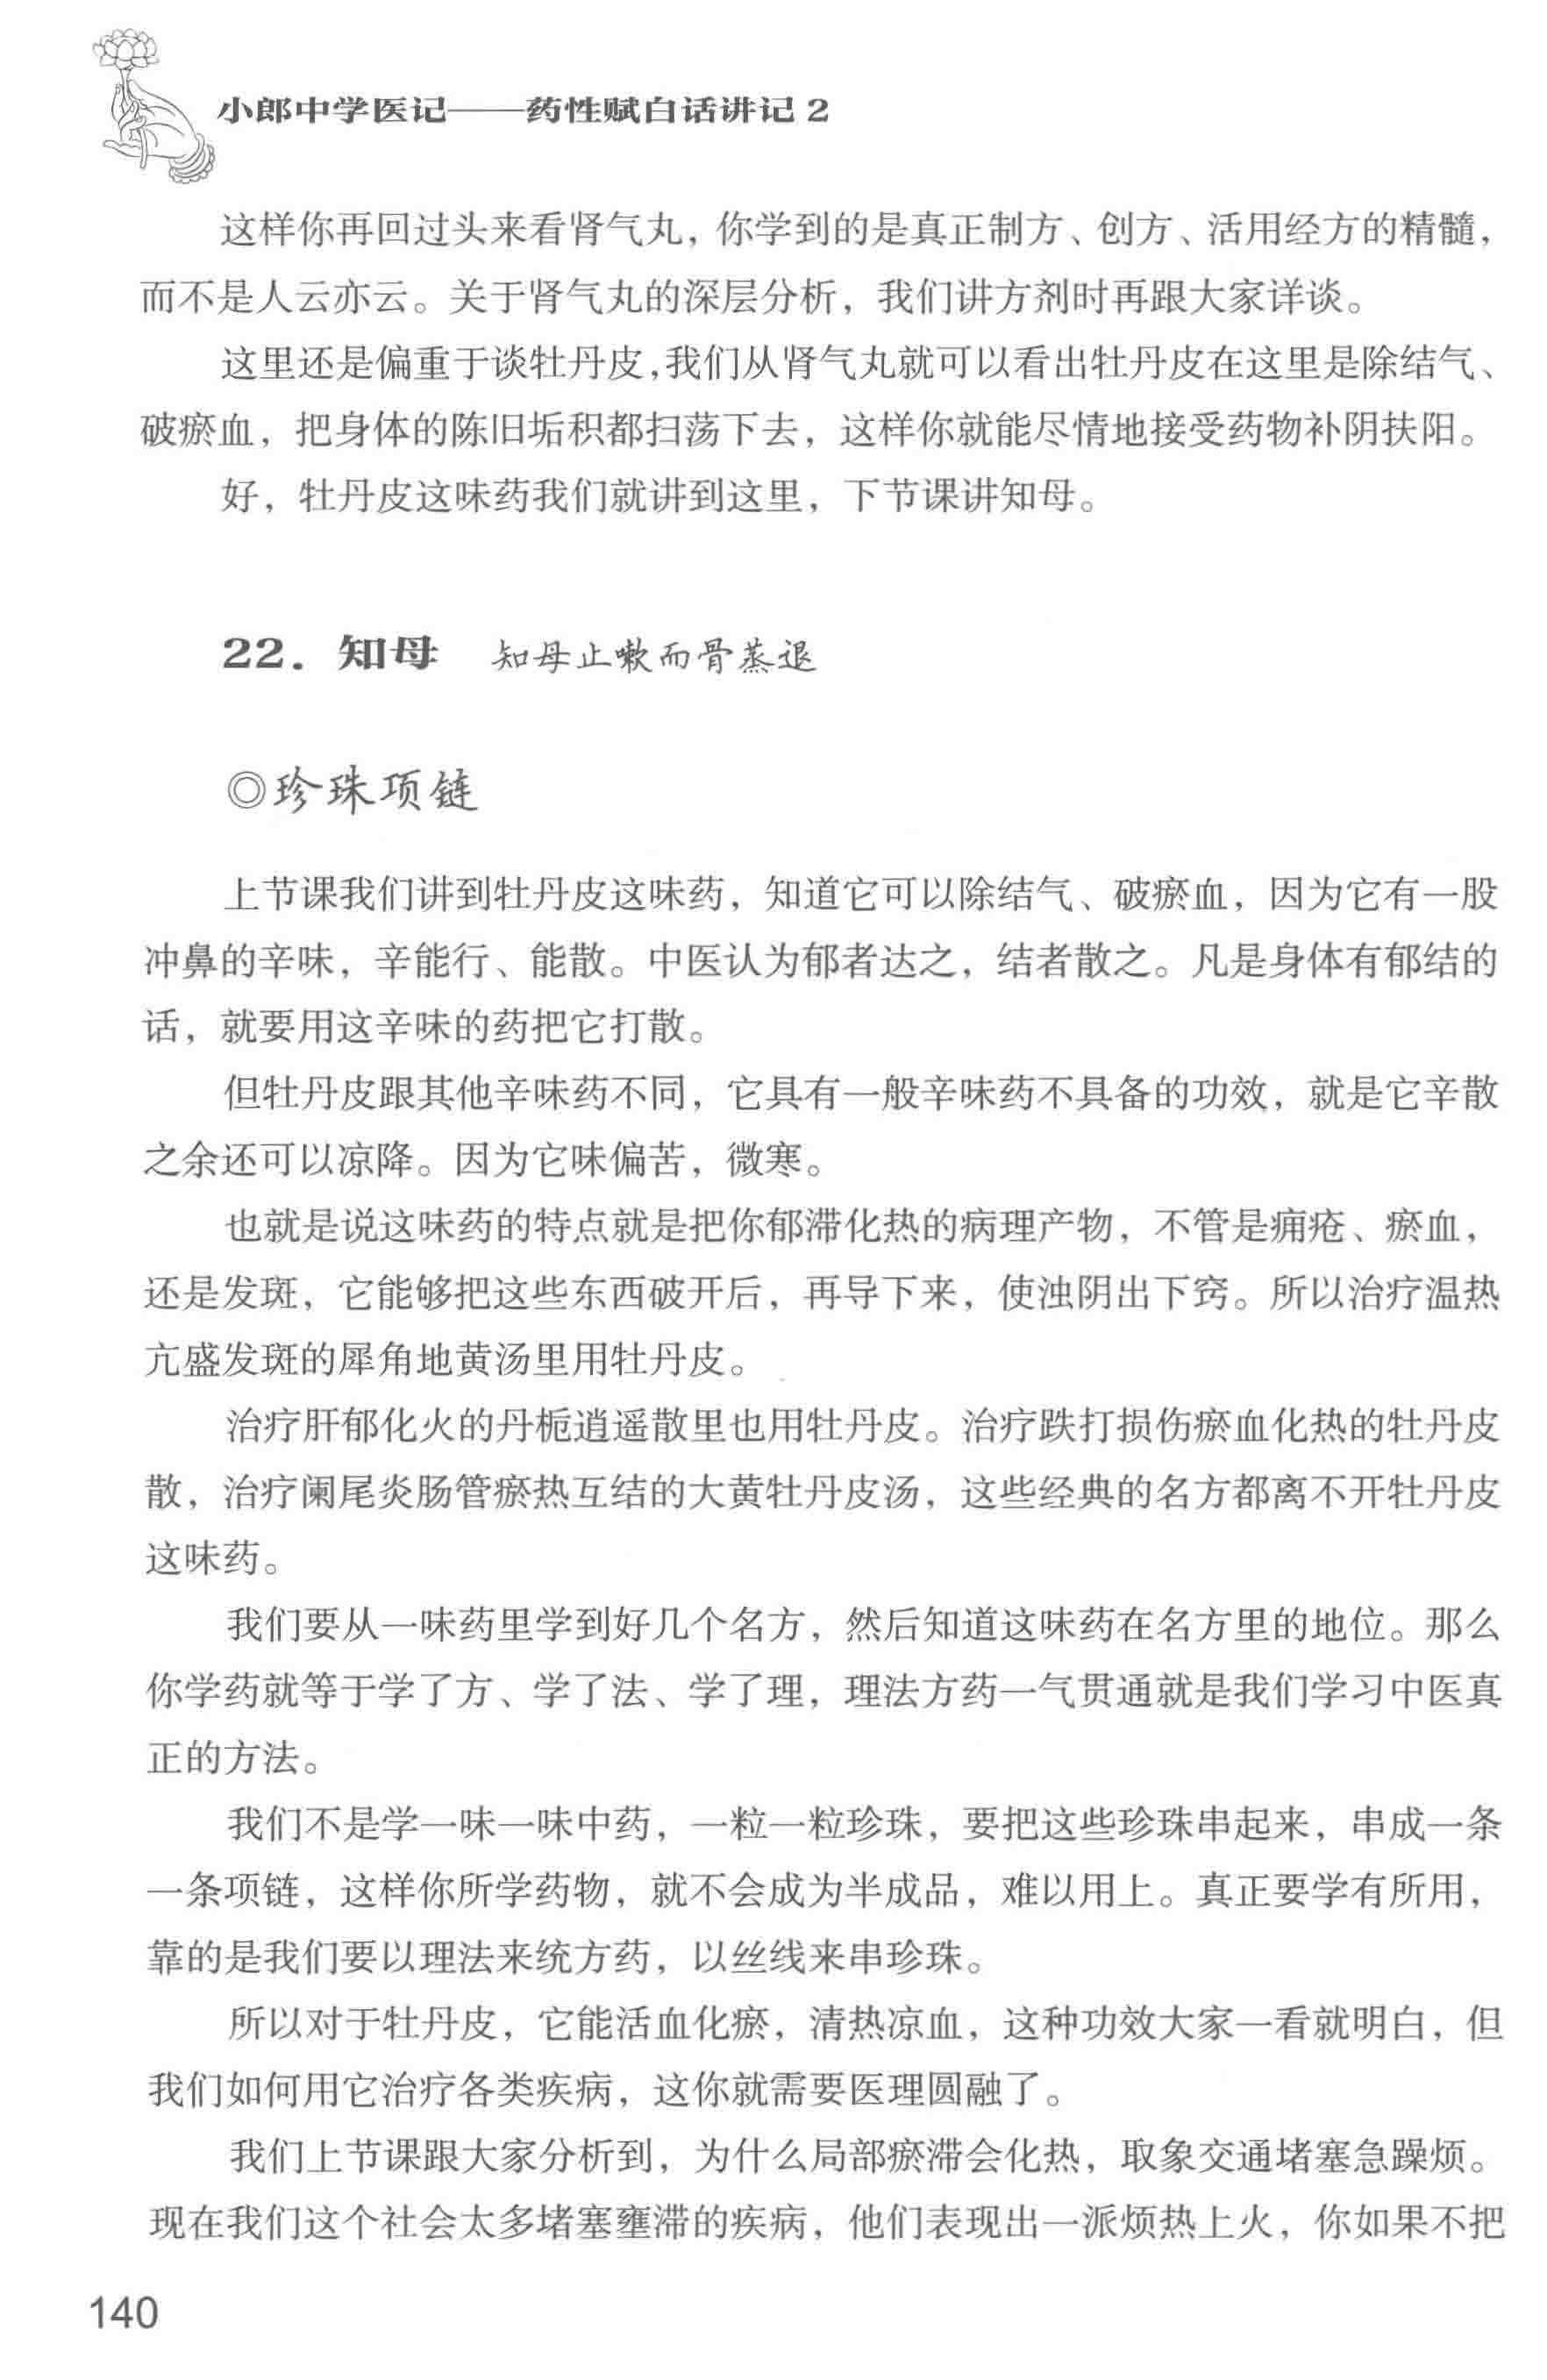 小郎中学医记——药性赋白话讲记2
这样你再回过头来看肾气丸，你学到的是真正制方、创方、活用经方的精髓，
而不是人云亦云。关于肾气丸的深层分析，我们讲方剂时再跟大家详谈。
这里还是偏重于谈牡丹皮，我们从肾气丸就可以看出牡丹皮在这里是除结气、
破瘀血，把身体的陈旧垢积都扫荡下去，这样你就能尽情地接受药物补阴扶阳。
好，牡丹皮这味药我们就讲到这里，下节课讲知母。
22．知母 知母止嗽而骨蒸退
◎珍珠项链
上节课我们讲到牡丹皮这味药，知道它可以除结气、破瘀血，因为它有一股
冲鼻的辛味，辛能行、能散。中医认为郁者达之，结者散之。凡是身体有郁结的
话，就要用这辛味的药把它打散。
但牡丹皮跟其他辛味药不同，它具有一般辛味药不具备的功效，就是它辛散
之余还可以凉降。因为它味偏苦，微寒。
也就是说这味药的特点就是把你郁滞化热的病理产物，不管是痈疮、瘀血，
还是发斑，它能够把这些东西破开后，再导下来，使浊阴出下窍。所以治疗温热
亢盛发斑的犀角地黄汤里用牡丹皮。
治疗肝郁化火的丹栀逍遥散里也用牡丹皮。治疗跌打损伤瘀血化热的牡丹皮
散，治疗阑尾炎肠管瘀热互结的大黄牡丹皮汤，这些经典的名方都离不开牡丹皮
这味药。
我们要从一味药里学到好几个名方，然后知道这味药在名方里的地位。那么
你学药就等于学了方、学了法、学了理，理法方药一气贯通就是我们学习中医真
正的方法。
我们不是学一味一味中药，一粒一粒珍珠，要把这些珍珠串起来，串成一条
一条项链，这样你所学药物，就不会成为半成品，难以用上。真正要学有所用，
靠的是我们要以理法来统方药，以丝线来串珍珠。
所以对于牡丹皮，它能活血化瘀，清热凉血，这种功效大家一看就明白，但
我们如何用它治疗各类疾病，这你就需要医理圆融了。
我们上节课跟大家分析到，为什么局部瘀滞会化热，取象交通堵塞急躁烦。
现在我们这个社会太多堵塞壅滞的疾病，他们表现出一派烦热上火，你如果不把
140